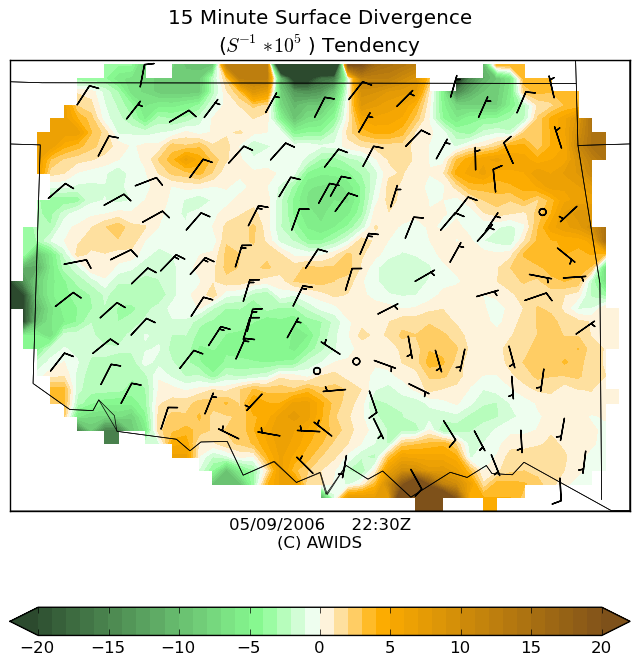 15 Minute Surface Divergence
(S⁻¹ * 10⁵ ) Tendency
05/09/2006 22:30Z
(C) AWIDS
−20 −15 −10 −5 0 5 10 15 20